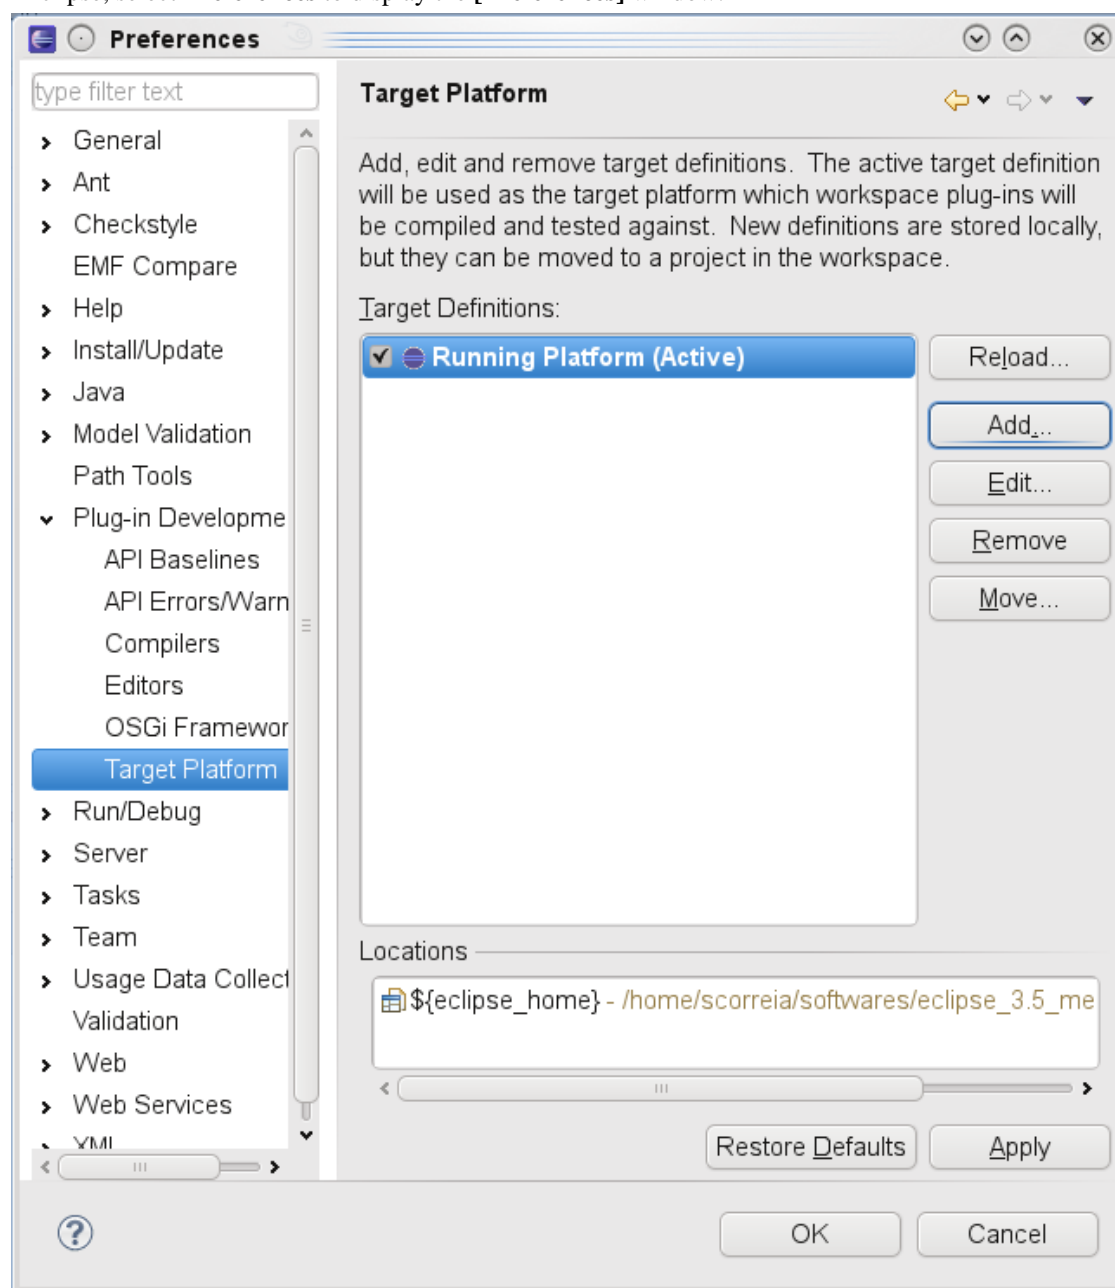 Preferences
type filter text
General
Ant
Checkstyle
EMF Compare
Help
Install/Update
Java
Model Validation
Path Tools
Plug-in Developme
API Baselines
API Errors/Warn
Compilers
Editors
OSGi Framewor
Target Platform
Run/Debug
Server
Tasks
Team
Usage Data Collect
Validation
Web
Web Services
XML
Target Platform
Add, edit and remove target definitions. The active target definition
will be used as the target platform which workspace plug-ins will
be compiled and tested against. New definitions are stored locally,
but they can be moved to a project in the workspace.
Target Definitions:
Running Platform (Active)
Reload...
Add...
Edit...
Remove
Move...
Locations
${eclipse_home} - /home/scorreia/softwares/eclipse_3.5_me
Restore Defaults
Apply
OK
Cancel